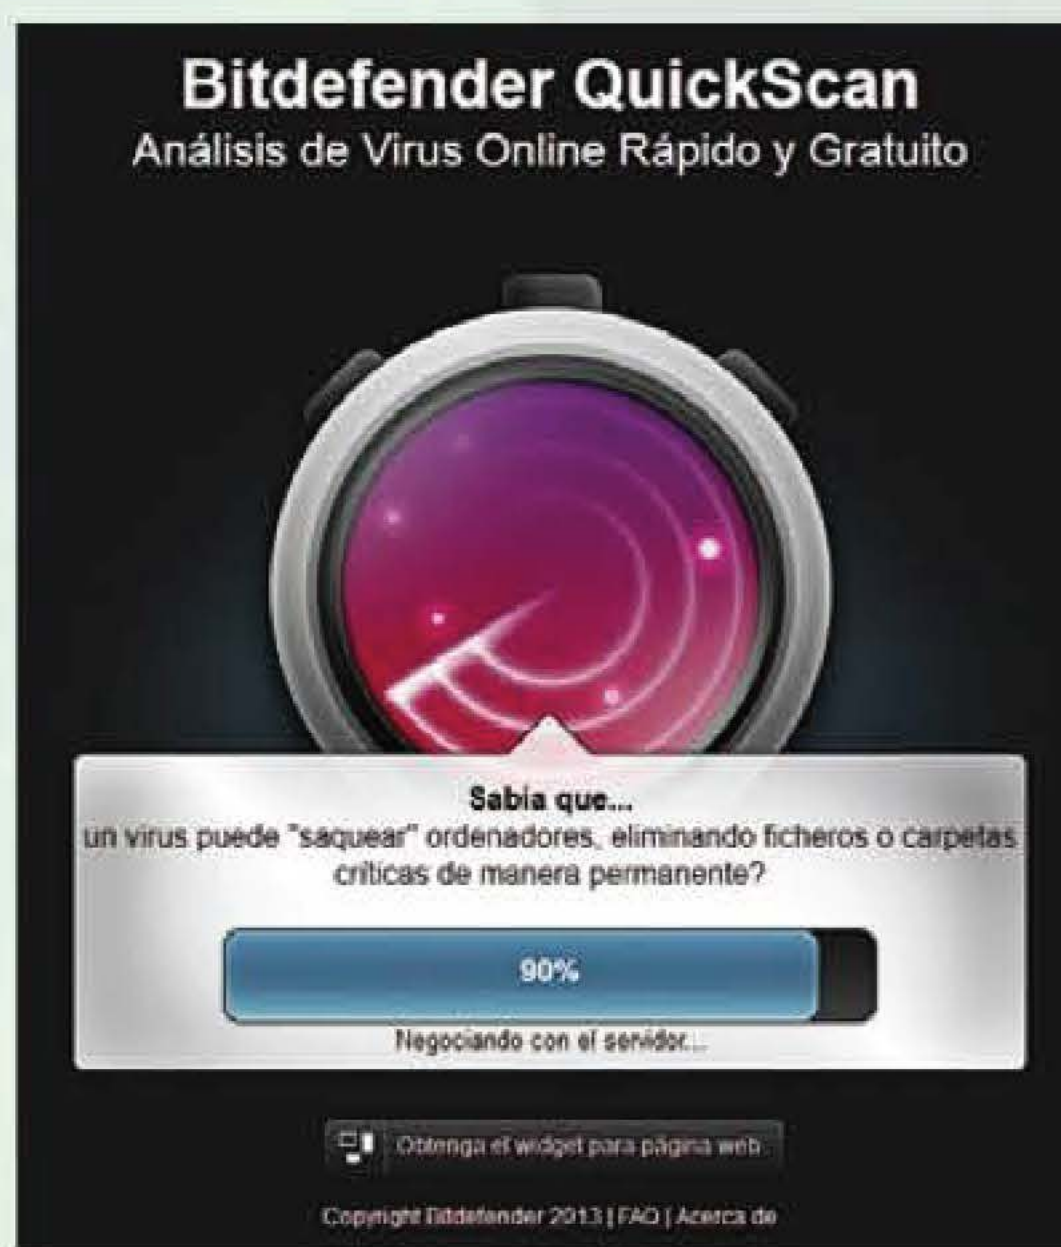 Bitdefender QuickScan
Análisis de Virus Online Rápido y Gratuito
Sabía que...
un virus puede "saquear" ordenadores, eliminando ficheros o carpetas
críticas de manera permanente?
90%
Negociando con el servidor...
Obtenga el widget para página web
Copyright Bitdefender 2013 | FAQ | Acerca de